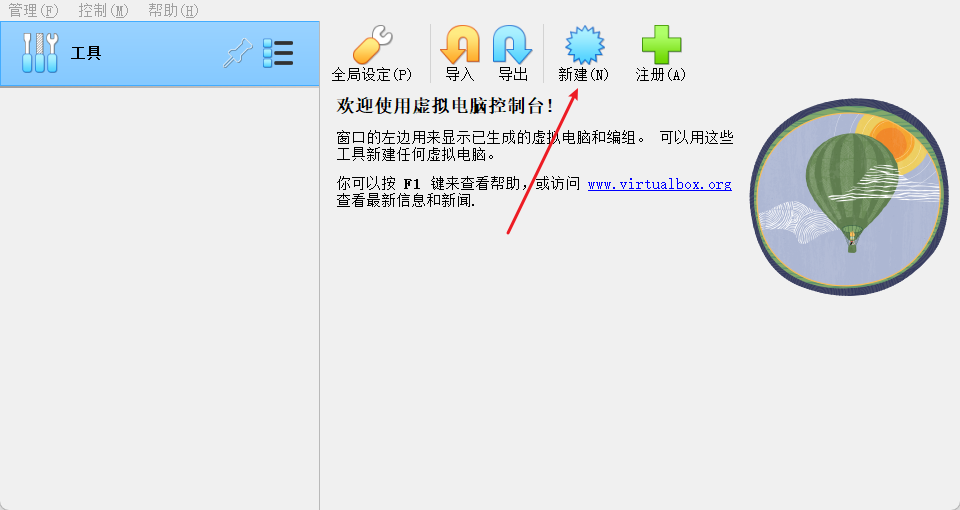 管理(F) 控制(M) 帮助(H)
工具
全局设定(P) 导入 导出 新建(N) 注册(A)
欢迎使用虚拟电脑控制台!
窗口的左边用来显示已生成的虚拟电脑和编组。 可以用这些
工具新建任何虚拟电脑。
你可以按 F1 键来查看帮助,或访问 www.virtualbox.org
查看最新信息和新闻.